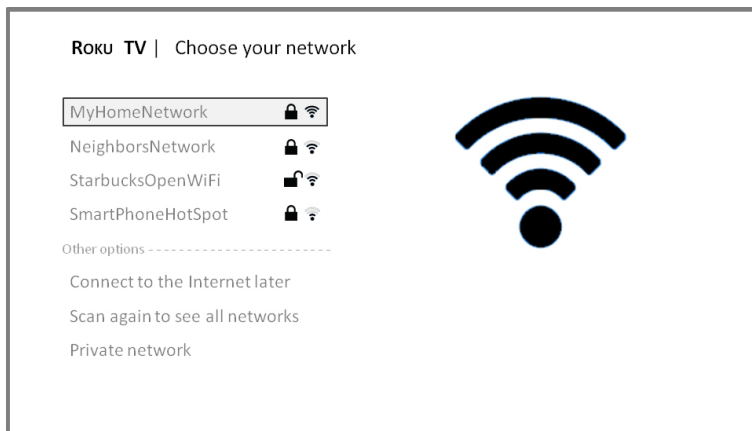 ROKU TV | Choose your network
MyHomeNetwork
NeighborsNetwork
StarbucksOpenWiFi
SmartPhoneHotSpot
Other options ------------------------
Connect to the Internet later
Scan again to see all networks
Private network